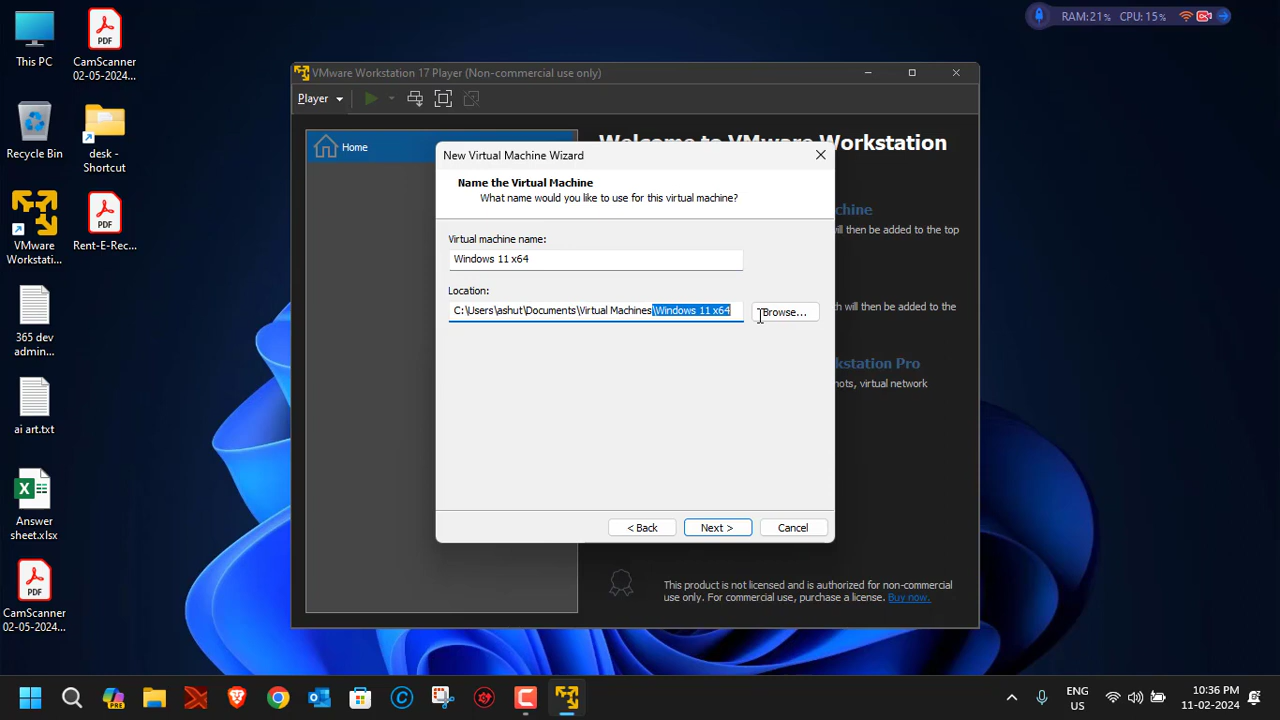 RAM:21% CPU:15%
This PC
CamScanner
02-05-2024...
Recycle Bin
desk -
Shortcut
VMware
Workstati...
Rent-E-Rec...
365 dev
admin...
ai art.txt
Answer
sheet.xlsx
CamScanner
02-05-2024...
VMware Workstation 17 Player (Non-commercial use only)
Player
Home
Welcome to VMware Workstation
New Virtual Machine Wizard
Name the Virtual Machine
What name would you like to use for this virtual machine?
Virtual machine name:
Windows 11 x64
Location:
C:\Users\ashut\Documents\Virtual Machines\Windows 11 x64
Browse...
< Back
Next >
Cancel
chine
will then be added to the top
ch will then be added to the
kstation Pro
hots, virtual network
This product is not licensed and is authorized for non-commercial
use only. For commercial use, purchase a license. Buy now.
PRE
ENG
US
10:36 PM
11-02-2024